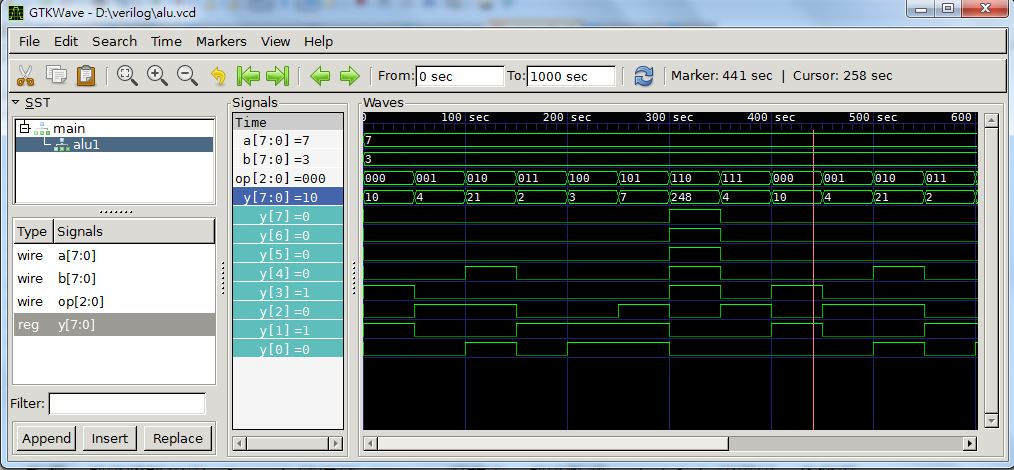 GTKWave - D:\verilog\alu.vcd
File Edit Search Time Markers View Help
From: 0 sec To: 1000 sec Marker: 441 sec | Cursor: 258 sec
SST
main
alu1
Type Signals
wire a[7:0]
wire b[7:0]
wire op[2:0]
reg y[7:0]
Filter:
Append Insert Replace
Signals
Time
a[7:0] =7
b[7:0] =3
op[2:0] =000
y[7:0] =10
y[7] =0
y[6] =0
y[5] =0
y[4] =0
y[3] =1
y[2] =0
y[1] =1
y[0] =0
Waves
0 100 sec 200 sec 300 sec 400 sec 500 sec 600
7
3
000 001 010 011 100 101 110 111 000 001 010 011
10 4 21 2 3 7 248 4 10 4 21 2